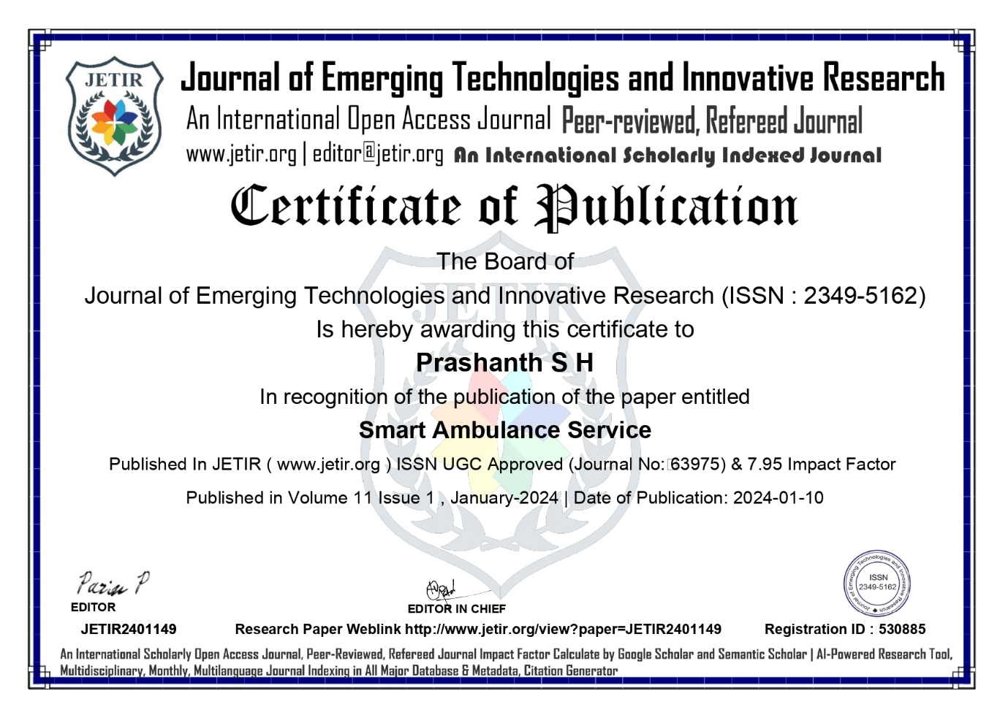 JETIR
Journal of Emerging Technologies and Innovative Research
An International Open Access Journal Peer-reviewed, Refereed Journal
www.jetir.org | editor@jetir.org An International Scholarly Indexed Journal
Certificate of Publication
The Board of
JETIR
Journal of Emerging Technologies and Innovative Research (ISSN : 2349-5162)
Is hereby awarding this certificate to
Prashanth S H
In recognition of the publication of the paper entitled
Smart Ambulance Service
Published In JETIR ( www.jetir.org ) ISSN UGC Approved (Journal No: 63975) & 7.95 Impact Factor
Published in Volume 11 Issue 1 , January-2024 | Date of Publication: 2024-01-10
EDITOR
EDITOR IN CHIEF
Journal of Emerging Technologies and Innovative Research
ISSN
2349-5162
JETIR2401149 Research Paper Weblink http://www.jetir.org/view?paper=JETIR2401149 Registration ID : 530885
An International Scholarly Open Access Journal, Peer-Reviewed, Refereed Journal Impact Factor Calculate by Google Scholar and Semantic Scholar | AI-Powered Research Tool,
Multidisciplinary, Monthly, Multilanguage Journal Indexing in All Major Database & Metadata, Citation Generator